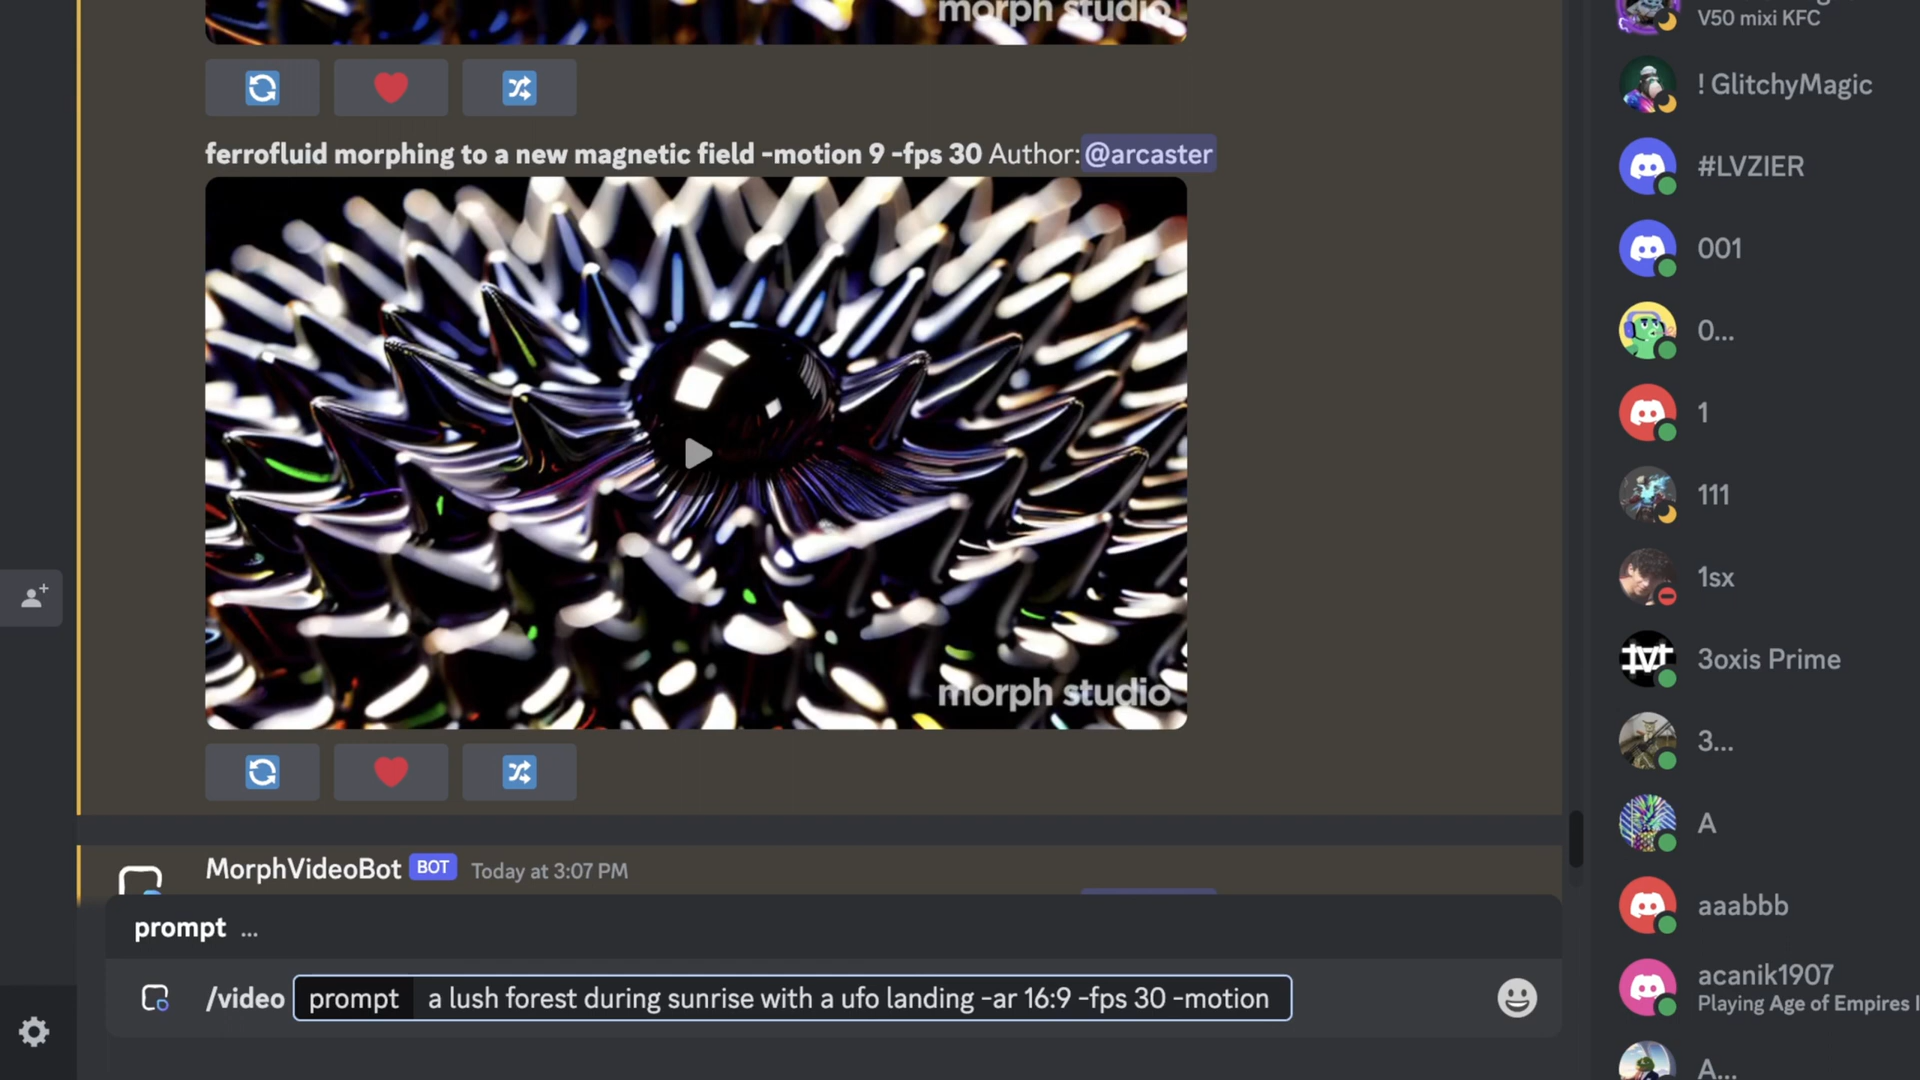 morph studio
ferrofluid morphing to a new magnetic field -motion 9 -fps 30 Author: @arcaster
morph studio
MorphVideoBot BOT Today at 3:07 PM
prompt ...
/video prompt a lush forest during sunrise with a ufo landing -ar 16:9 -fps 30 -motion
V50 mixi KFC
! GlitchyMagic
#LVZIER
001
0...
1
111
1sx
3oxis Prime
3...
A
aaabbb
acanik1907
Playing Age of Empires
A...